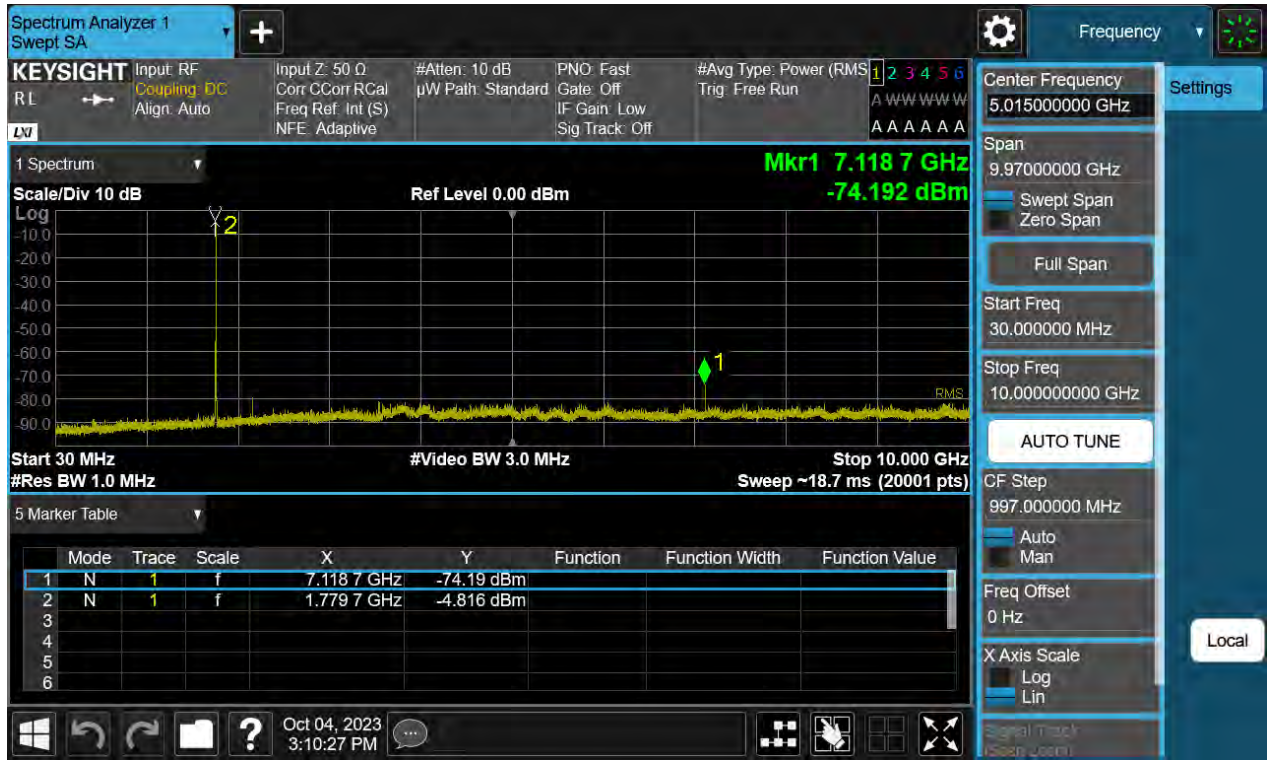 Spectrum Analyzer 1
Swept SA
+
Frequency
KEYSIGHT
RL
LXI
Input: RF
Coupling: DC
Align: Auto
Input Z: 50 Ω
Corr CCorr RCal
Freq Ref: Int (S)
NFE: Adaptive
#Atten: 10 dB
µW Path: Standard
PNO: Fast
Gate: Off
IF Gain: Low
Sig Track: Off
#Avg Type: Power (RMS
Trig: Free Run
1 2 3 4 5 6
A W W W W W
A A A A A A
1 Spectrum
Scale/Div 10 dB
Ref Level 0.00 dBm
Mkr1 7.118 7 GHz
-74.192 dBm
Log
-10.0
-20.0
-30.0
-40.0
-50.0
-60.0
-70.0
-80.0
-90.0
2
1
RMS
Start 30 MHz
#Video BW 3.0 MHz
Stop 10.000 GHz
#Res BW 1.0 MHz
Sweep ~18.7 ms (20001 pts)
5 Marker Table
Mode Trace Scale X Y Function Function Width Function Value
1 N 1 f 7.118 7 GHz -74.19 dBm
2 N 1 f 1.779 7 GHz -4.816 dBm
3
4
5
6
?
Oct 04, 2023
3:10:27 PM
Center Frequency
5.015000000 GHz
Settings
Span
9.97000000 GHz
Swept Span
Zero Span
Full Span
Start Freq
30.000000 MHz
Stop Freq
10.000000000 GHz
AUTO TUNE
CF Step
997.000000 MHz
Auto
Man
Freq Offset
0 Hz
Local
X Axis Scale
Log
Lin
Signal Track
(Span Zoom)